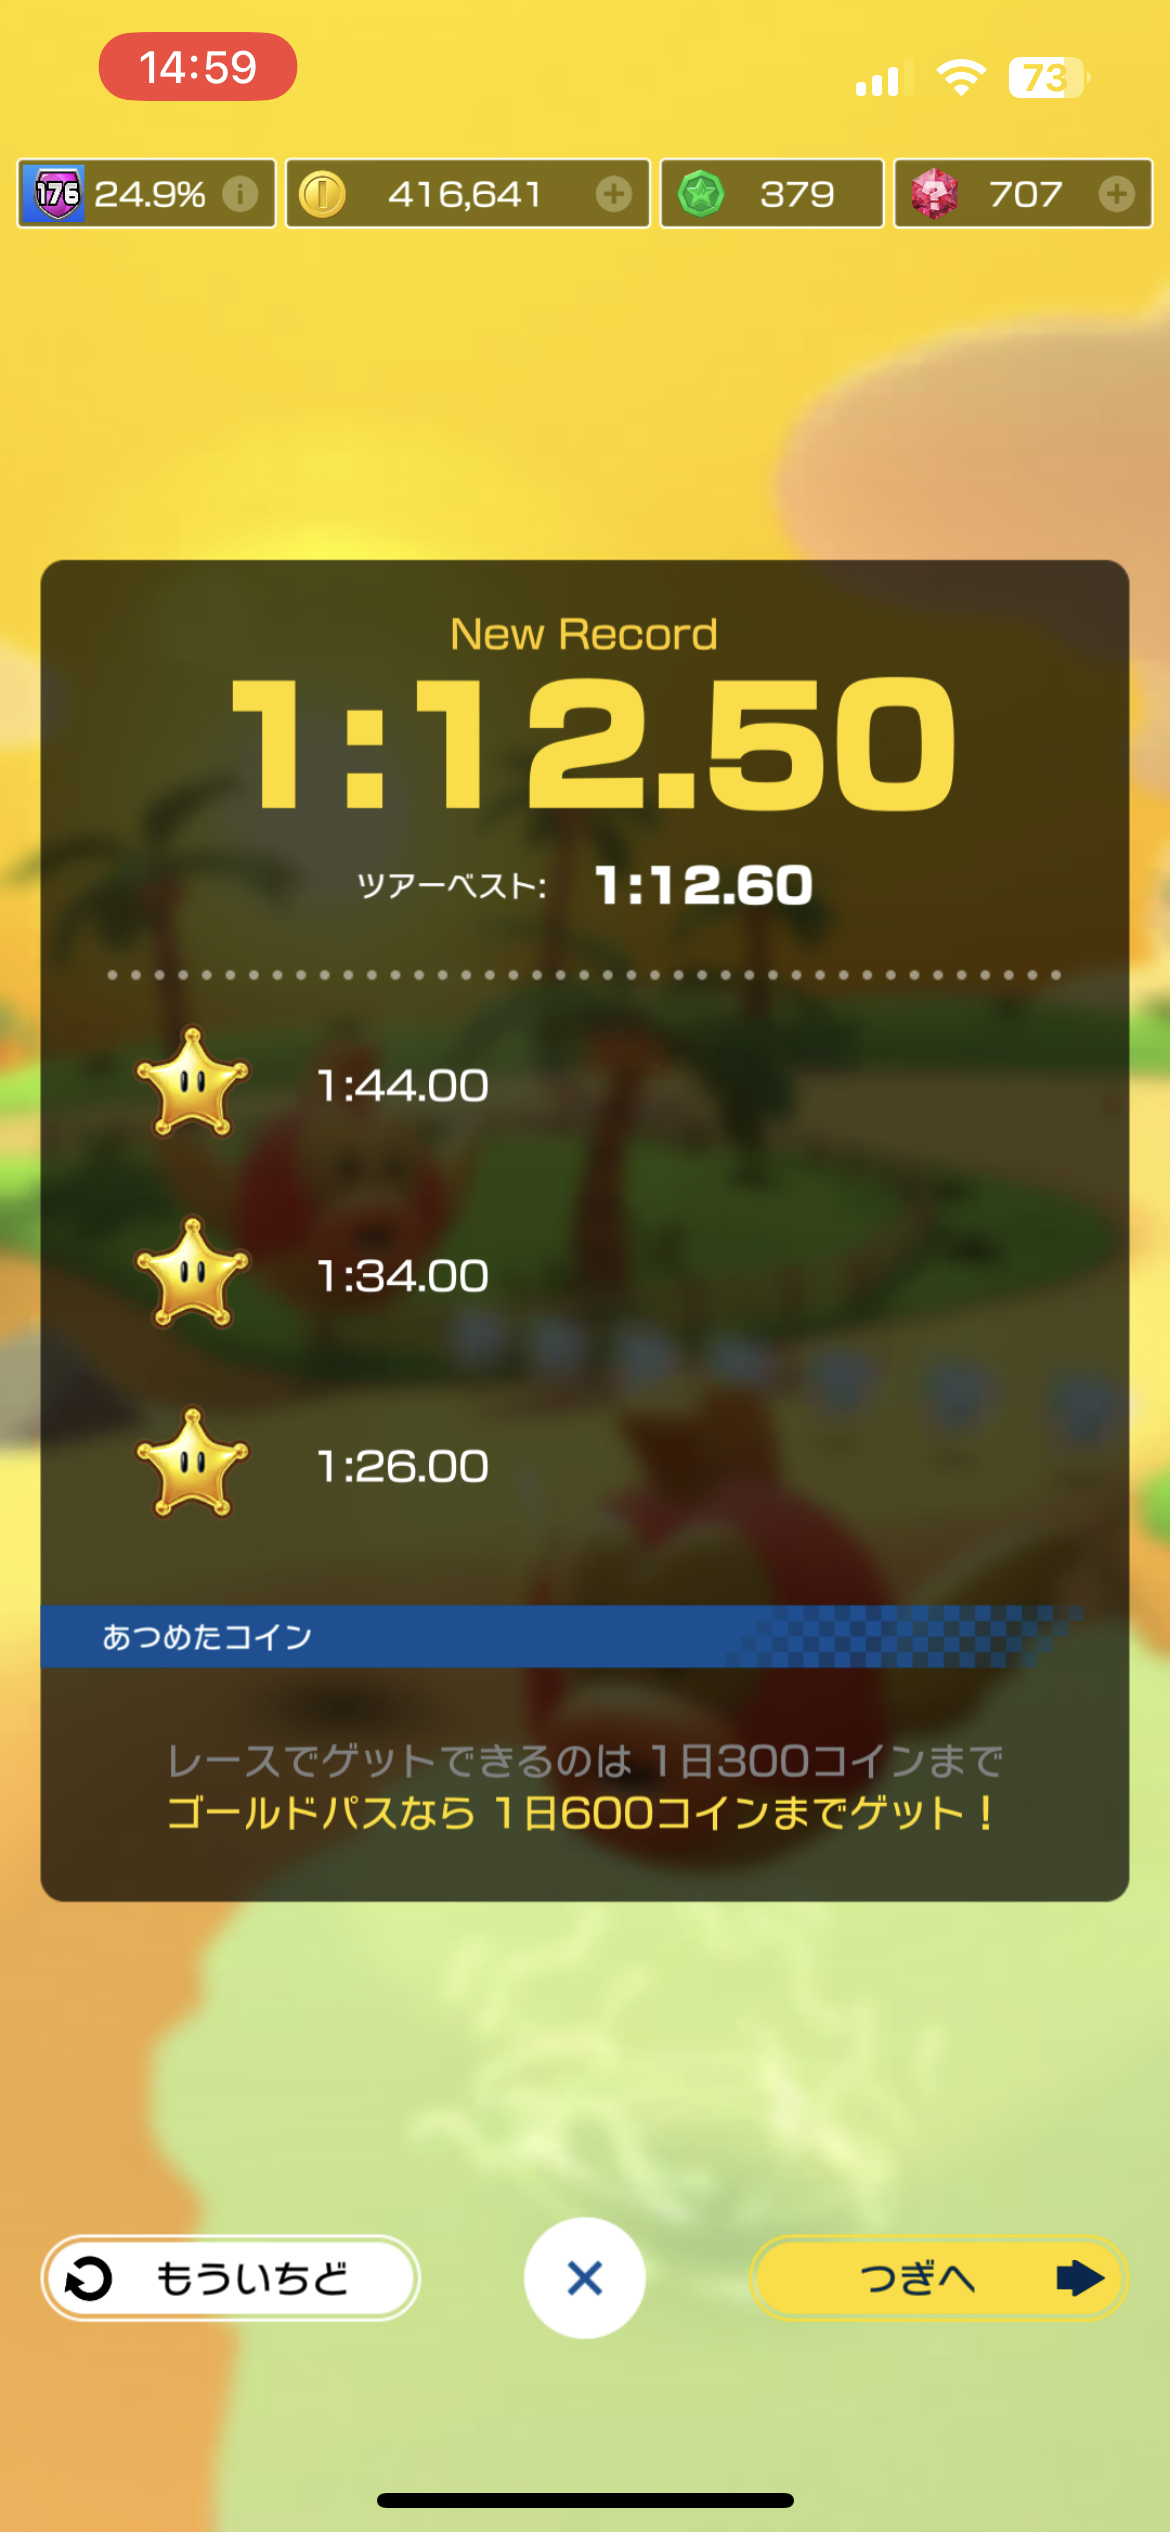 14:59
73
176 24.9% i 416,641 379 707
New Record
1:12.50
ツアーベスト: 1:12.60
1:44.00
1:34.00
1:26.00
あつめたコイン
レースでゲットできるのは 1日300コインまで
ゴールドパスなら 1日600コインまでゲット！
もういちど
つぎへ